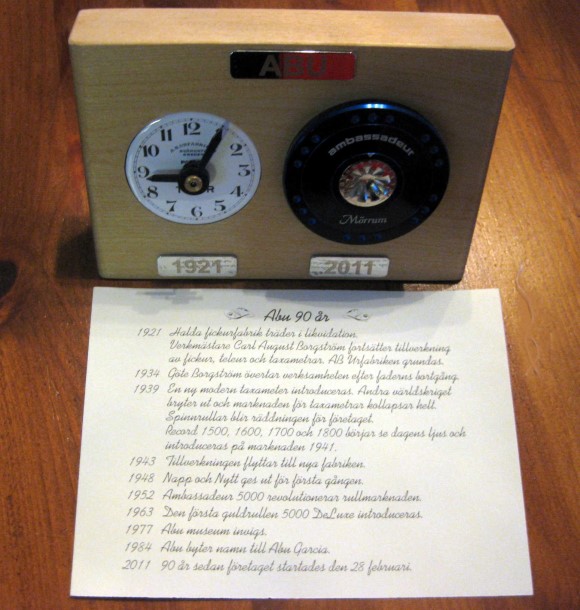 ABU
12
1
2
3
4
5
6
7
8
9
10
11
ambassadeur
Mörrum
1921
2011
Abu 90 år
1921 Halda fickurfabrik träder i likvidation.
Verkmästare Carl August Borgström fortsätter tillverkning
av fickur, teleur och taxametrar. AB Urfabriken grundas.
1934 Göte Borgström övertar verksamheten efter faderns bortgång.
1939 En ny modern taxameter introduceras. Andra världskriget
bryter ut och marknaden för taxametrar kollapsar helt.
Spinnrullar blir räddningen för företaget.
Record 1500, 1600, 1700 och 1800 börjar se dagens ljus och
introduceras på marknaden 1941.
1943 Tillverkningen flyttar till nya fabriken.
1948 Napp och Nytt ges ut för första gången.
1952 Ambassadeur 5000 revolutionerar rullmarknaden.
1963 Den första guldrullen 5000 DeLuxe introduceras.
1977 Abu museum invigs.
1984 Abu byter namn till Abu Garcia.
2011 90 år sedan företaget startades den 28 februari.